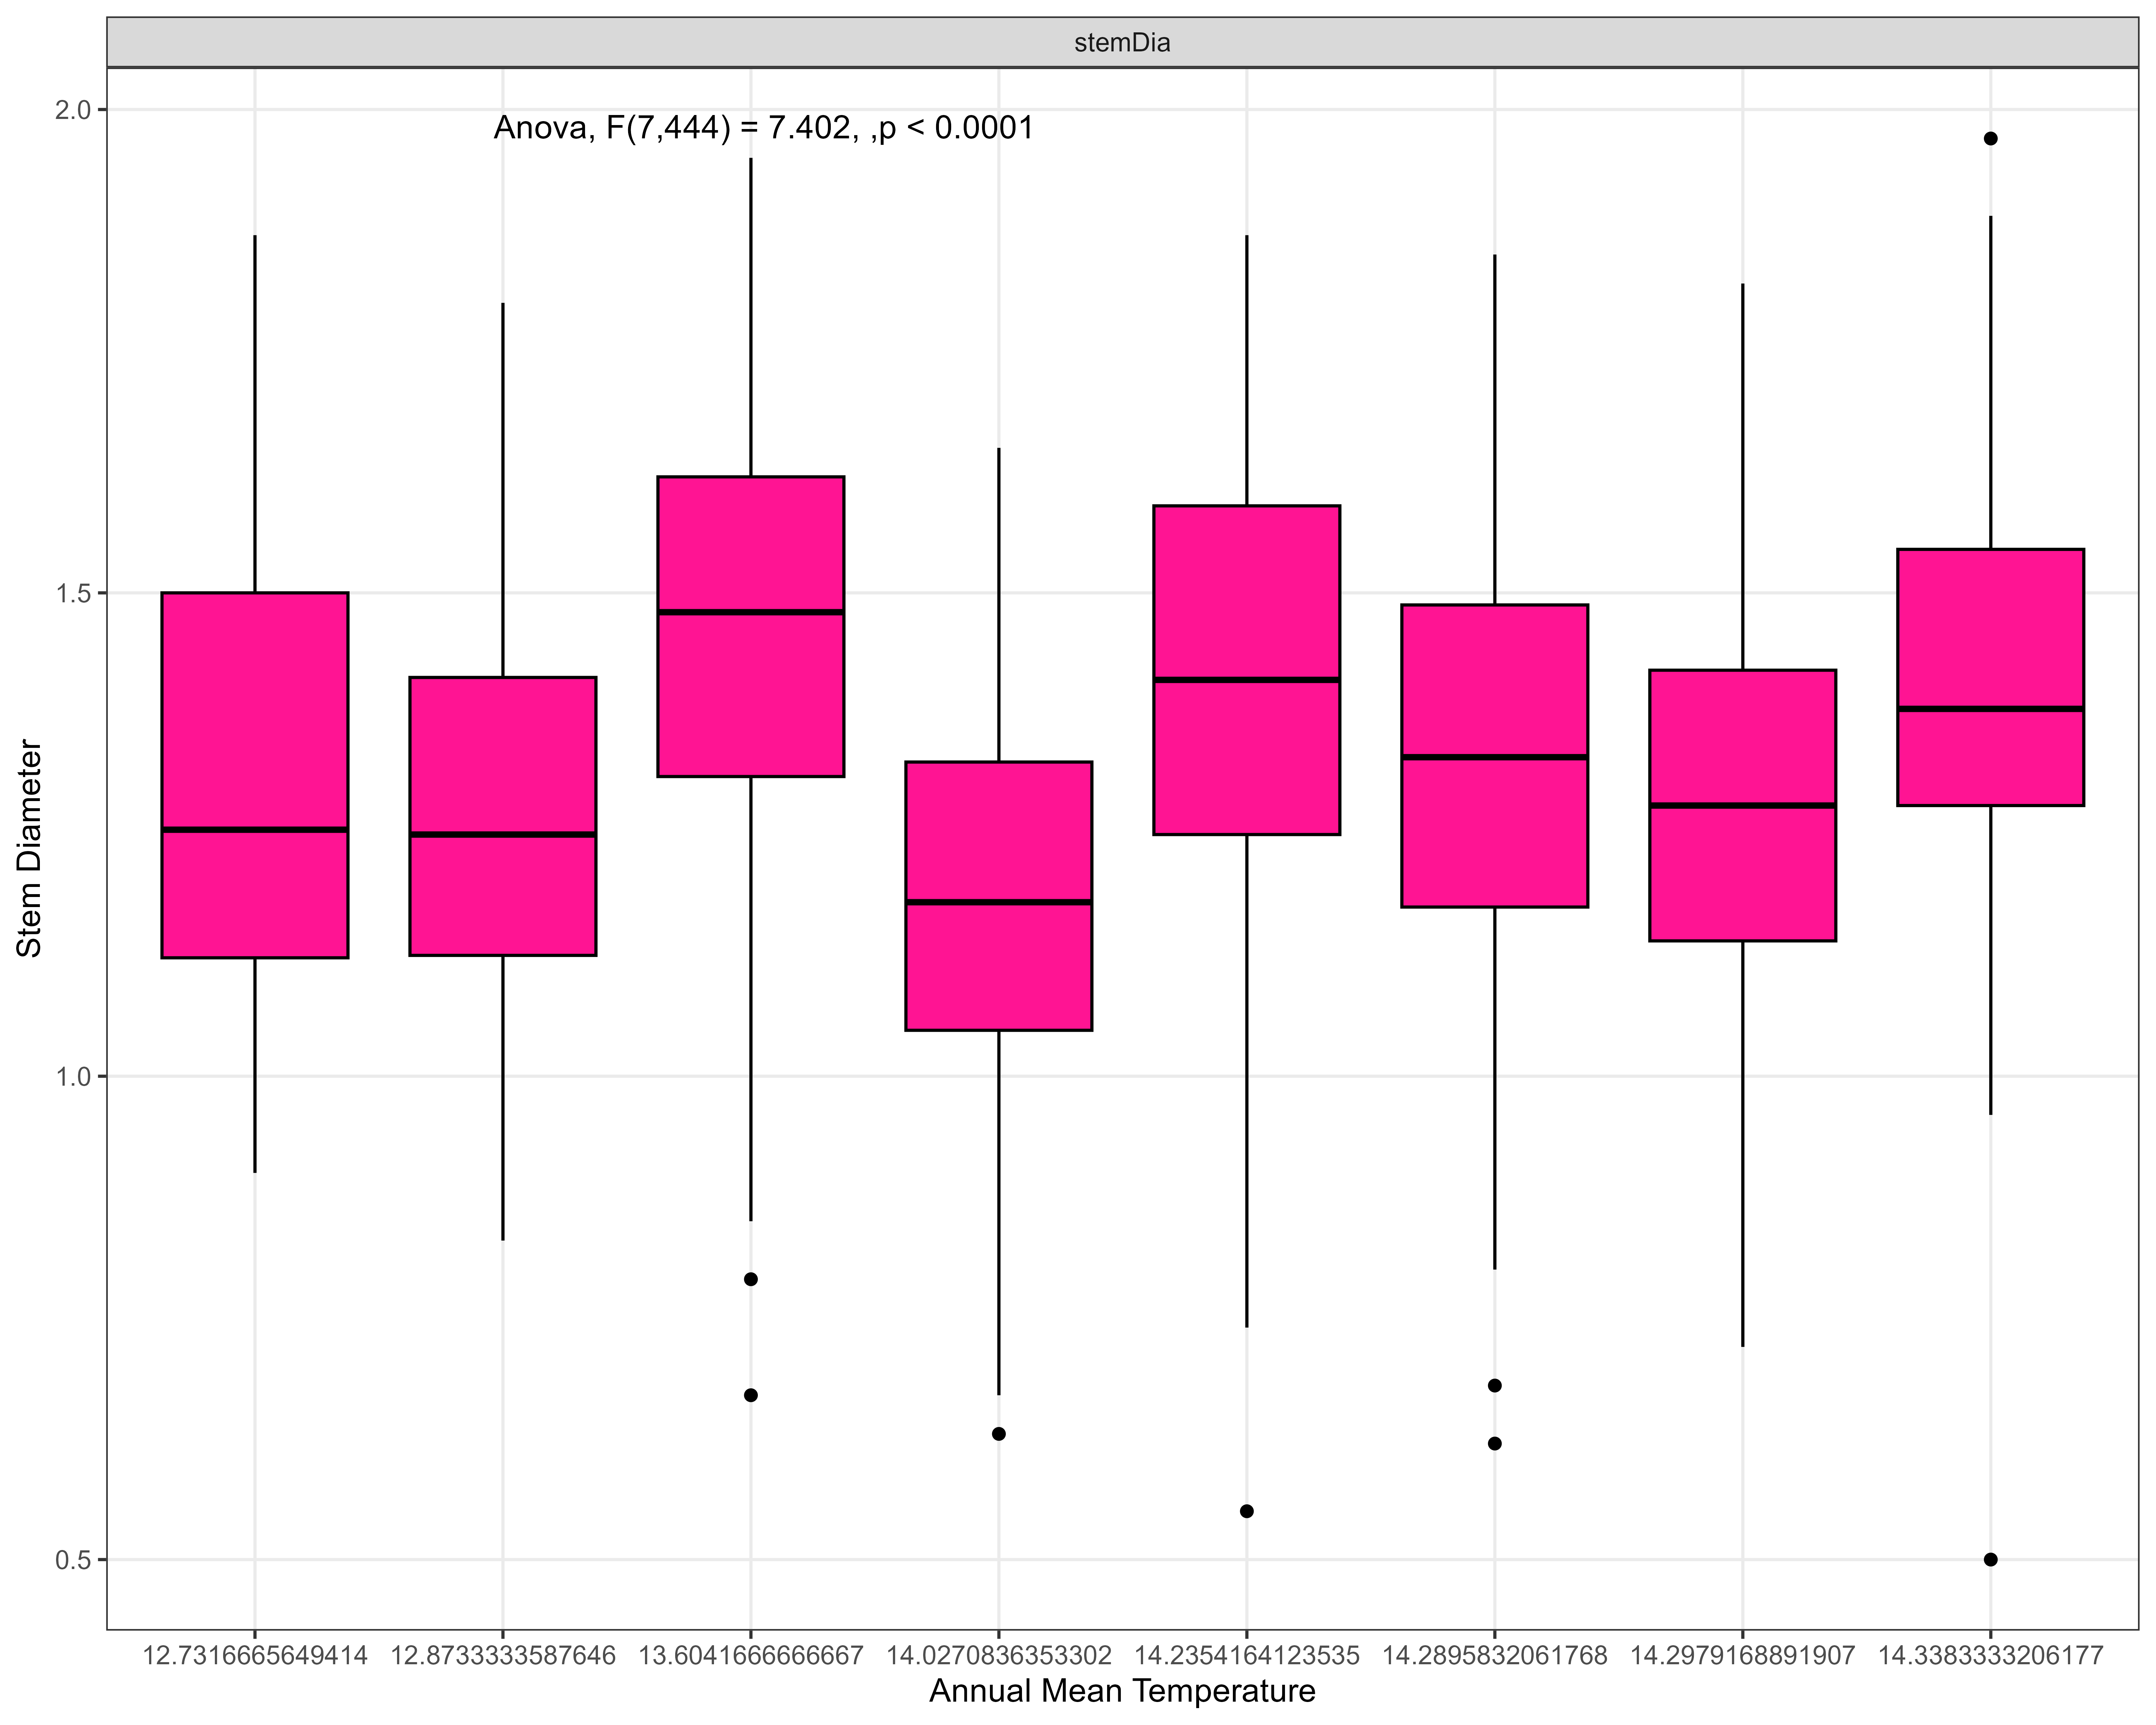 stemDia
Anova, F(7,444) = 7.402, ,p < 0.0001
2.0
1.5
1.0
0.5
Stem Diameter
12.7316665649414 12.8733333587646 13.6041666666667 14.0270836353302 14.2354164123535 14.2895832061768 14.2979168891907 14.3383333206177
Annual Mean Temperature